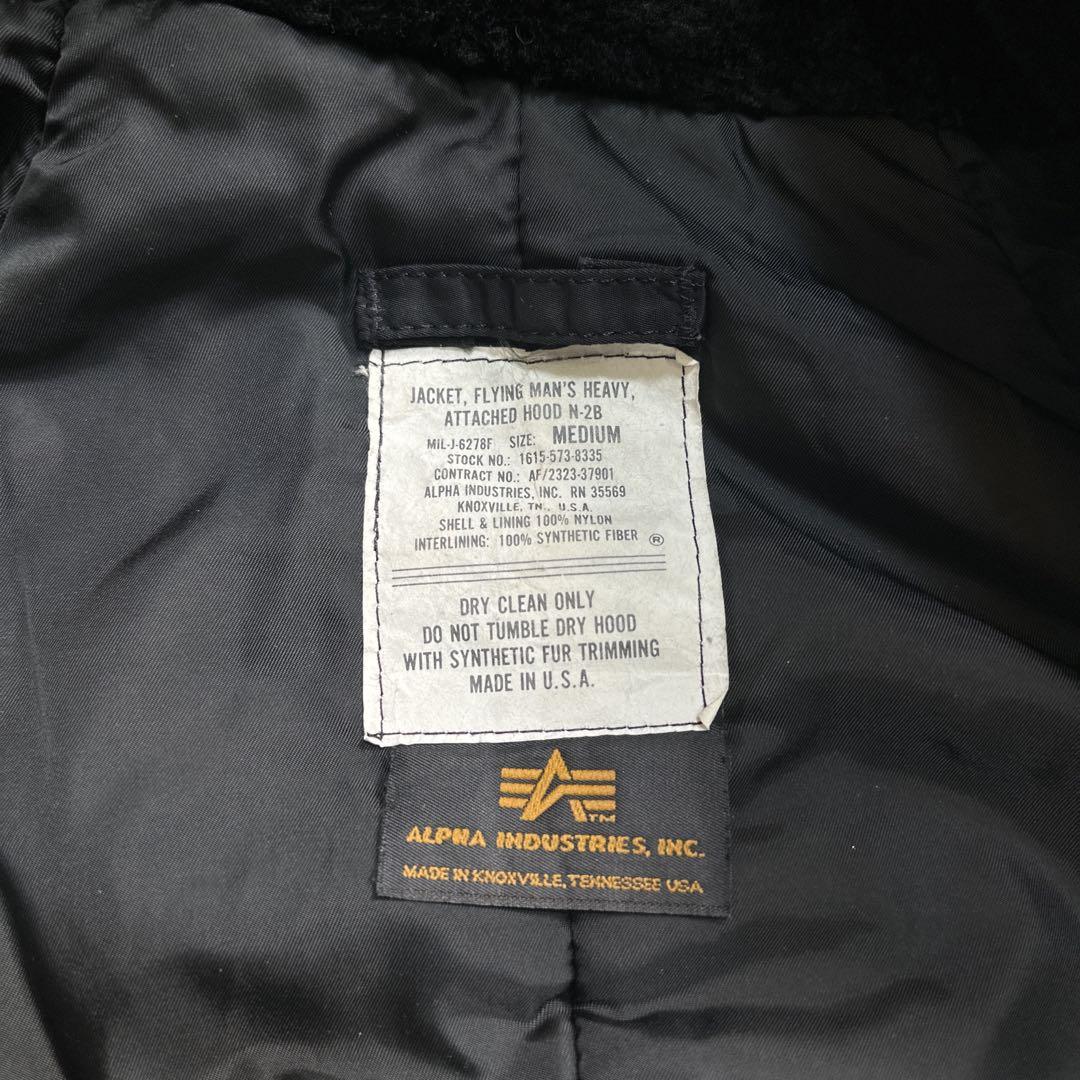 JACKET, FLYING MAN'S HEAVY,
ATTACHED HOOD N-2B
MIL-J-6278F SIZE: MEDIUM
STOCK NO.: 1615-573-8335
CONTRACT NO.: AF/2323-37901
ALPHA INDUSTRIES, INC. RN 35569
KNOXVILLE, TN., U.S.A.
SHELL & LINING 100% NYLON
INTERLINING: 100% SYNTHETIC FIBER ®
DRY CLEAN ONLY
DO NOT TUMBLE DRY HOOD
WITH SYNTHETIC FUR TRIMMING
MADE IN U.S.A.
TM
ALPHA INDUSTRIES, INC.
MADE IN KNOXVILLE, TENNESSEE USA